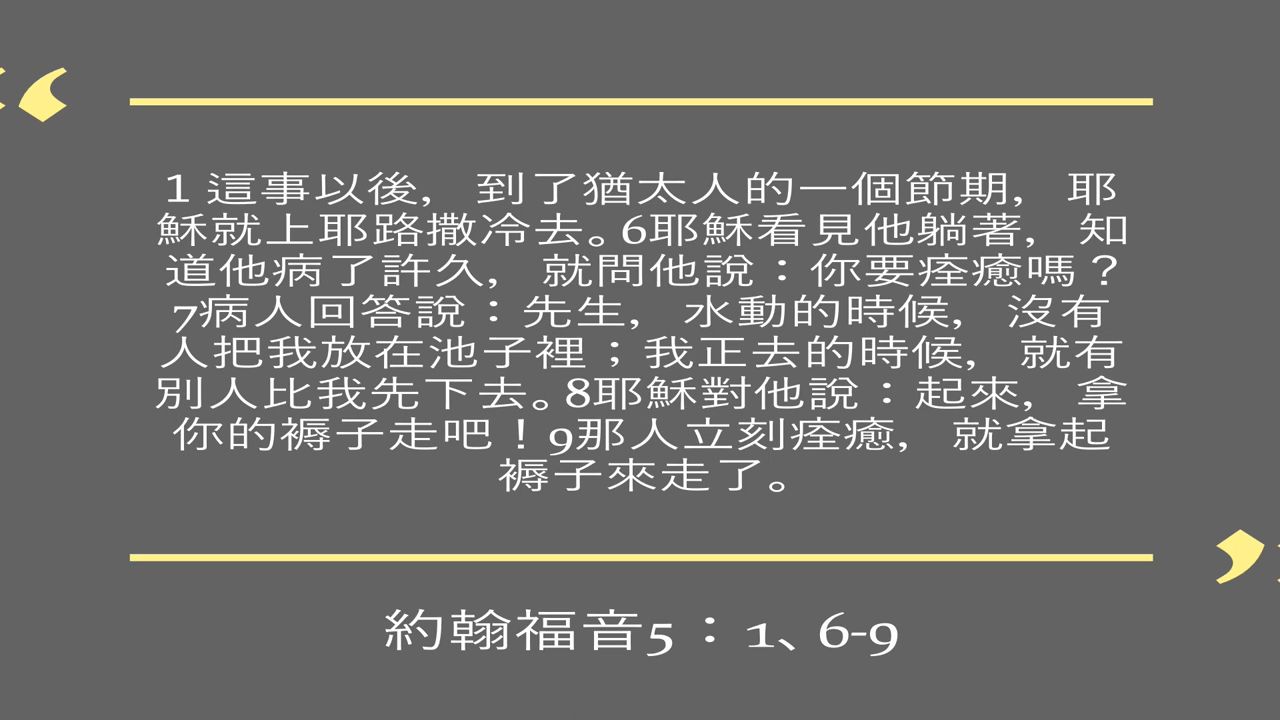 “
1 這事以後，到了猶太人的一個節期，耶
穌就上耶路撒冷去。6耶穌看見他躺著，知
道他病了許久，就問他說：你要痊癒嗎？
7病人回答說：先生，水動的時候，沒有
人把我放在池子裡；我正去的時候，就有
別人比我先下去。8耶穌對他說：起來，拿
你的褥子走吧！9那人立刻痊癒，就拿起
褥子來走了。
”
約翰福音5：1、6-9